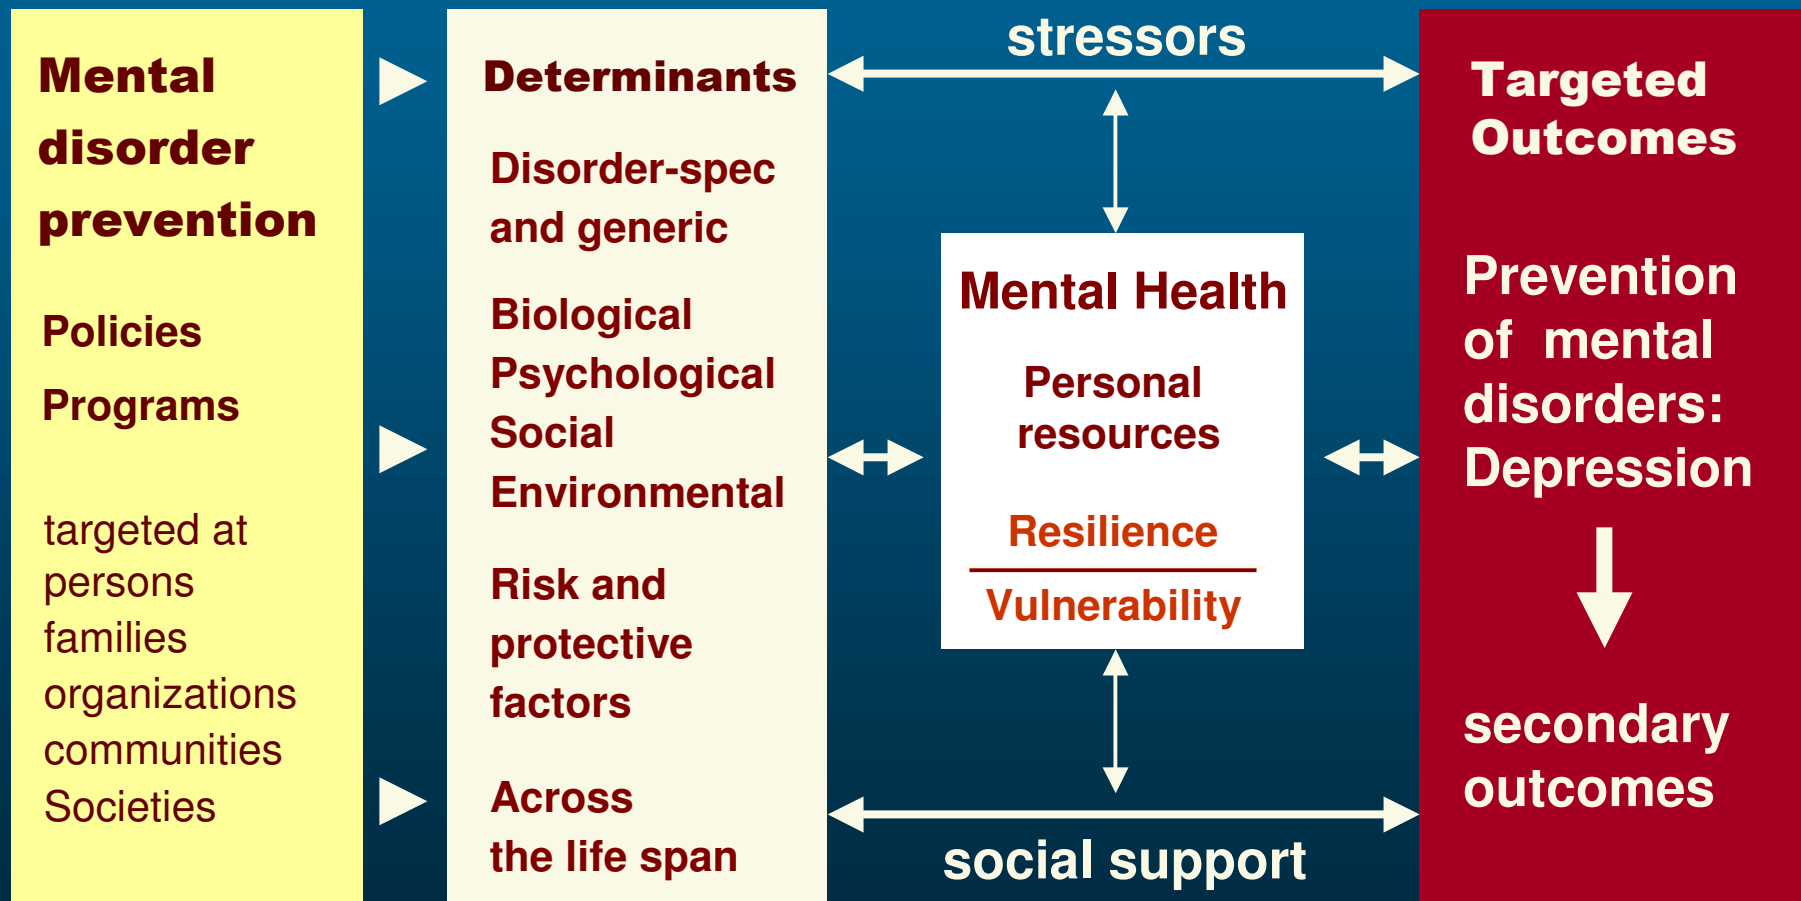 Mental
disorder
prevention
Policies
Programs
targeted at
persons
families
organizations
communities
Societies
Determinants
Disorder-spec
and generic
Biological
Psychological
Social
Environmental
Risk and
protective
factors
Across
the life span
stressors
Mental Health
Personal
resources
Resilience
Vulnerability
social support
Targeted
Outcomes
Prevention
of mental
disorders:
Depression
secondary
outcomes